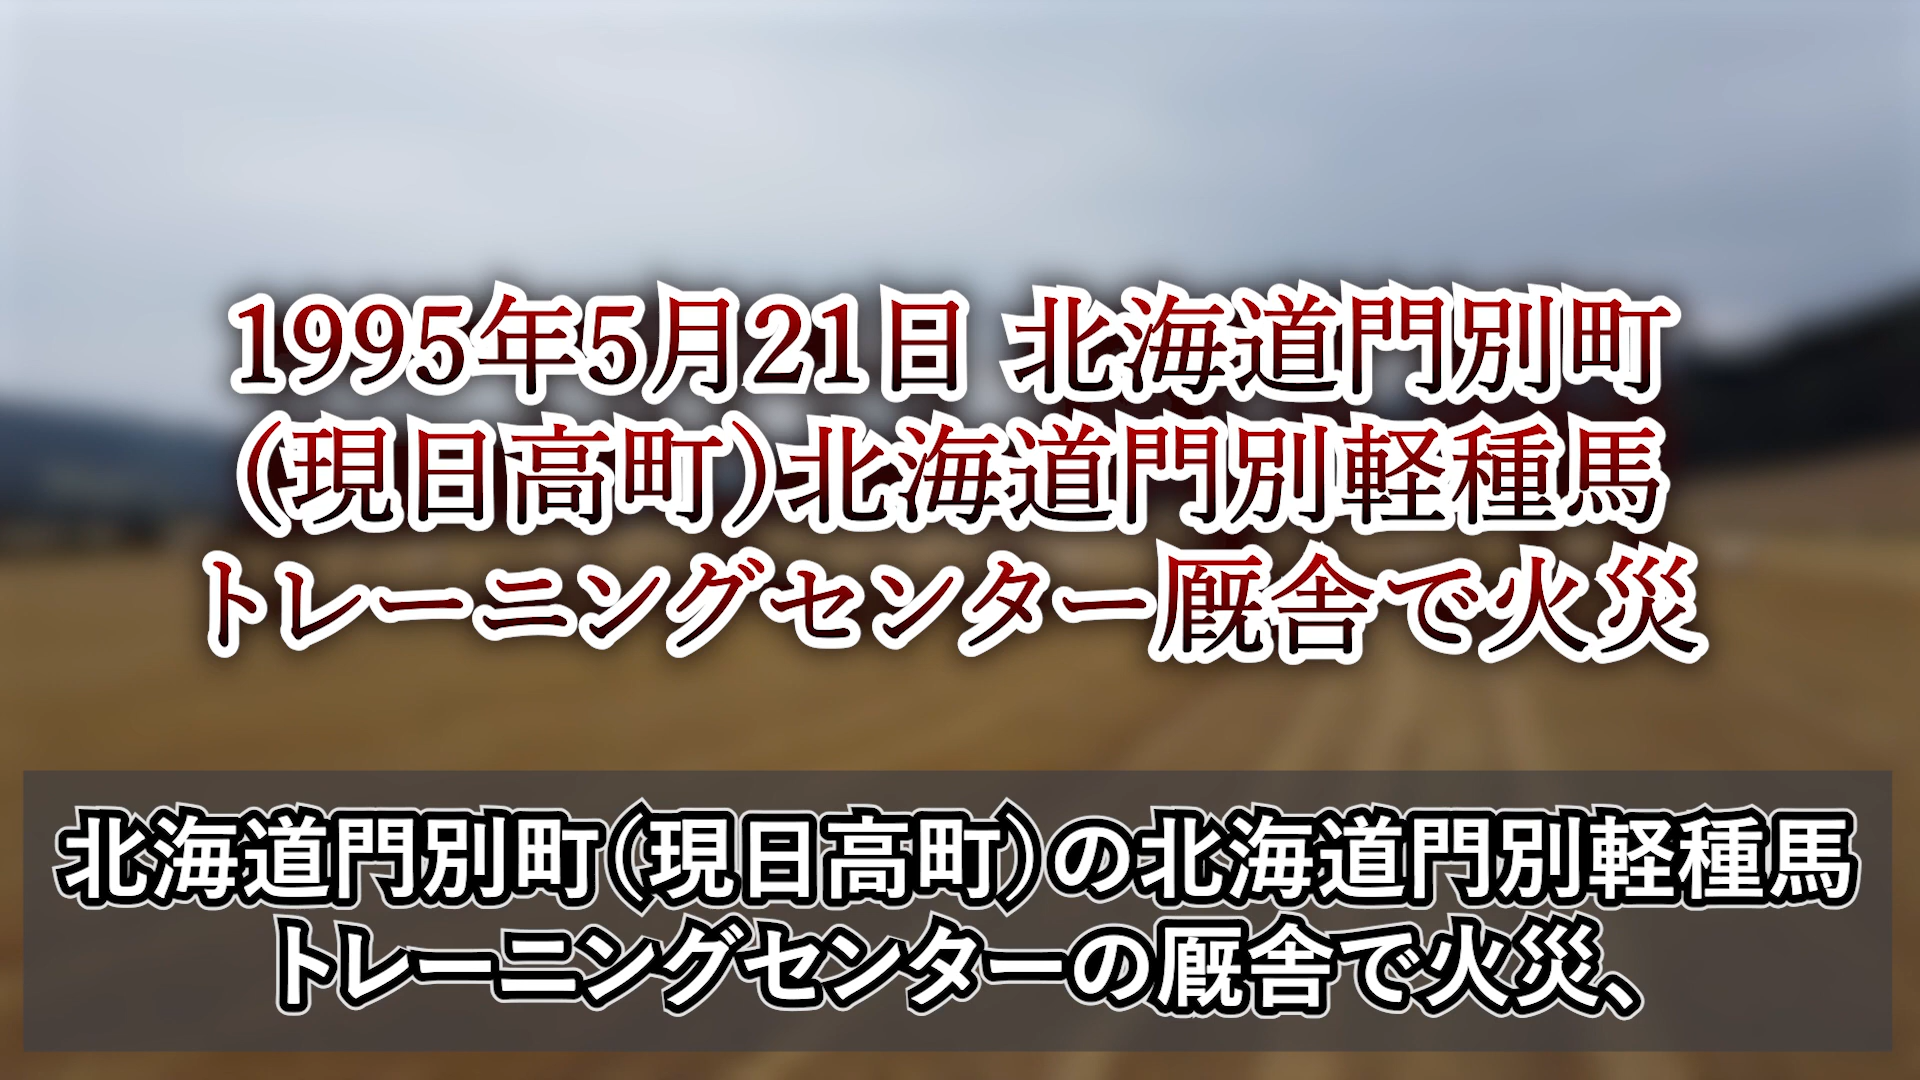 1995年5月21日 北海道門別町
（現日高町）北海道門別軽種馬
トレーニングセンター厩舎で火災
北海道門別町（現日高町）の北海道門別軽種馬
トレーニングセンターの厩舎で火災、